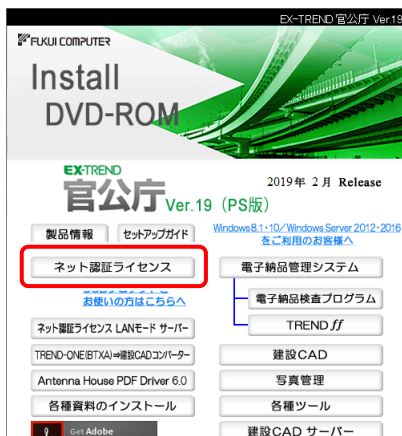 EX-TREND 官公庁 Ver.19
FUKUI COMPUTER
Install
DVD-ROM
EX-TREND
官公庁 Ver.19 (PS版)
2019年 2月 Release
製品情報
セットアップガイド
Windows8.1・10/Windows Server 2012・2016
をご利用のお客様へ
ネット認証ライセンス
お使いの方はこちらへ
ネット認証ライセンス LANモード サーバー
TREND-ONE(BTXA)⇒建設CADコンバーター
Antenna House PDF Driver 6.0
各種資料のインストール
Get Adobe
電子納品管理システム
電子納品検査プログラム
TREND ff
建設CAD
写真管理
各種ツール
建設CAD サーバー